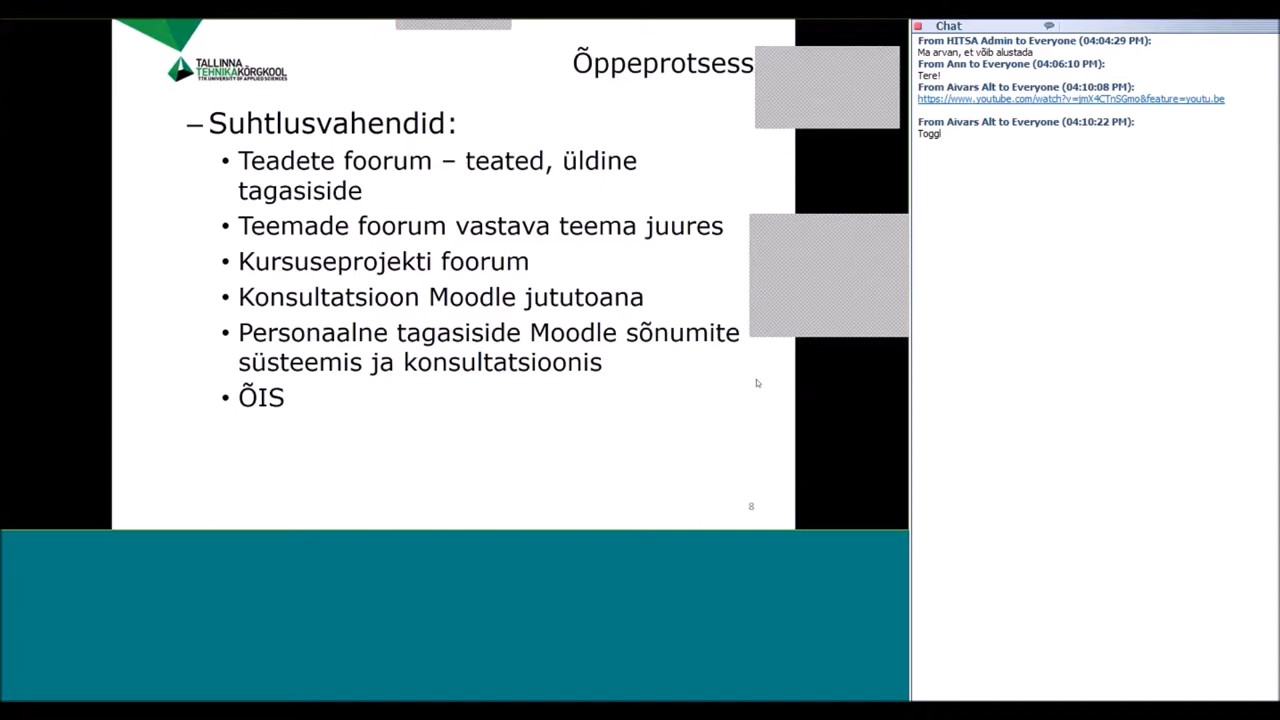 TALLINNA
TEHNIKAKÕRGKOOL
TTK UNIVERSITY OF APPLIED SCIENCES
Õppeprotsess
– Suhtlusvahendid:
• Teadete foorum – teated, üldine
tagasiside
• Teemade foorum vastava teema juures
• Kursuseprojekti foorum
• Konsultatsioon Moodle jututoana
• Personaalne tagasiside Moodle sõnumite
süsteemis ja konsultatsioonis
• ÕIS
8
Chat
From HITSA Admin to Everyone (04:04:29 PM):
Ma arvan, et võib alustada
From Ann to Everyone (04:06:10 PM):
Tere!
From Aivars Alt to Everyone (04:10:08 PM):
https://www.youtube.com/watch?v=jmX4CTnSGmo&feature=youtu.be
From Aivars Alt to Everyone (04:10:22 PM):
Toggl